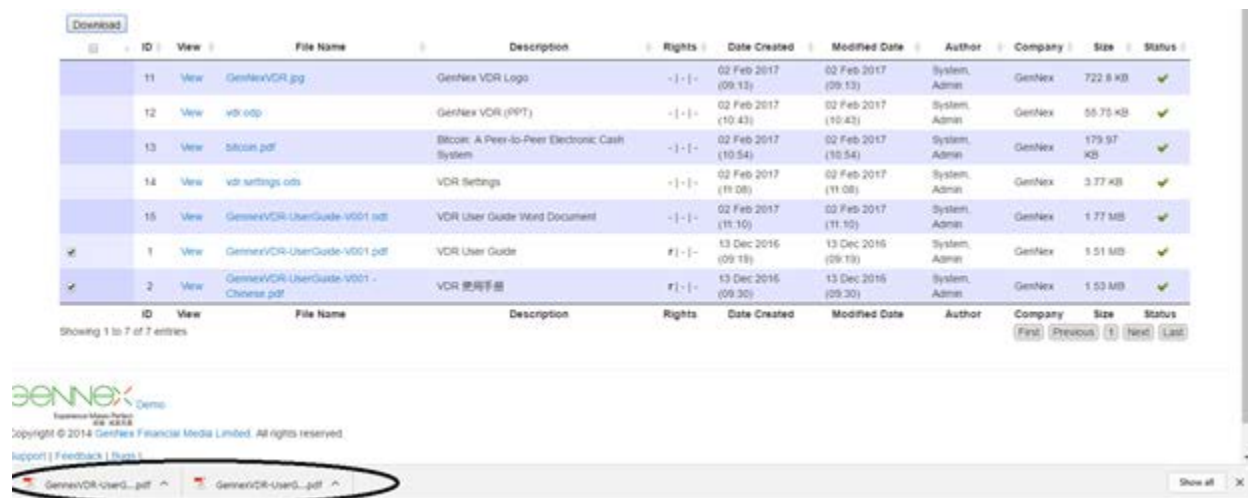 Download
ID View File Name Description Rights Date Created Modified Date Author Company Size Status
11 View GenNexVDR.jpg GenNex VDR Logo -|-|- 02 Feb 2017 (09:13) 02 Feb 2017 (09:13) System, Admin GenNex 722.8 KB
12 View vdr.odp GenNex VDR (PPT) -|-|- 02 Feb 2017 (10:43) 02 Feb 2017 (10:43) System, Admin GenNex 55.75 KB
13 View bitcoin.pdf Bitcoin: A Peer-to-Peer Electronic Cash System -|-|- 02 Feb 2017 (10:54) 02 Feb 2017 (10:54) System, Admin GenNex 179.97 KB
14 View vdr.settings.ods VDR Settings -|-|- 02 Feb 2017 (11:08) 02 Feb 2017 (11:08) System, Admin GenNex 3.77 KB
15 View GennexVDR-UserGuide-V001.odt VDR User Guide Word Document -|-|- 02 Feb 2017 (11:10) 02 Feb 2017 (11:10) System, Admin GenNex 1.77 MB
1 View GennexVDR-UserGuide-V001.pdf VDR User Guide r|-|- 13 Dec 2016 (09:19) 13 Dec 2016 (09:19) System, Admin GenNex 1.51 MB
2 View GennexVDR-UserGuide-V001 - Chinese.pdf VDR 使用手册 r|-|- 13 Dec 2016 (09:30) 13 Dec 2016 (09:30) System, Admin GenNex 1.53 MB
ID View File Name Description Rights Date Created Modified Date Author Company Size Status
Showing 1 to 7 of 7 entries First Previous 1 Next Last
GENNEX Demo
Experience Makes Perfect
Copyright © 2014 GenNex Financial Media Limited. All rights reserved.
Support | Feedback | Bugs |
GennexVDR-UserG....pdf GennexVDR-UserG....pdf Show all